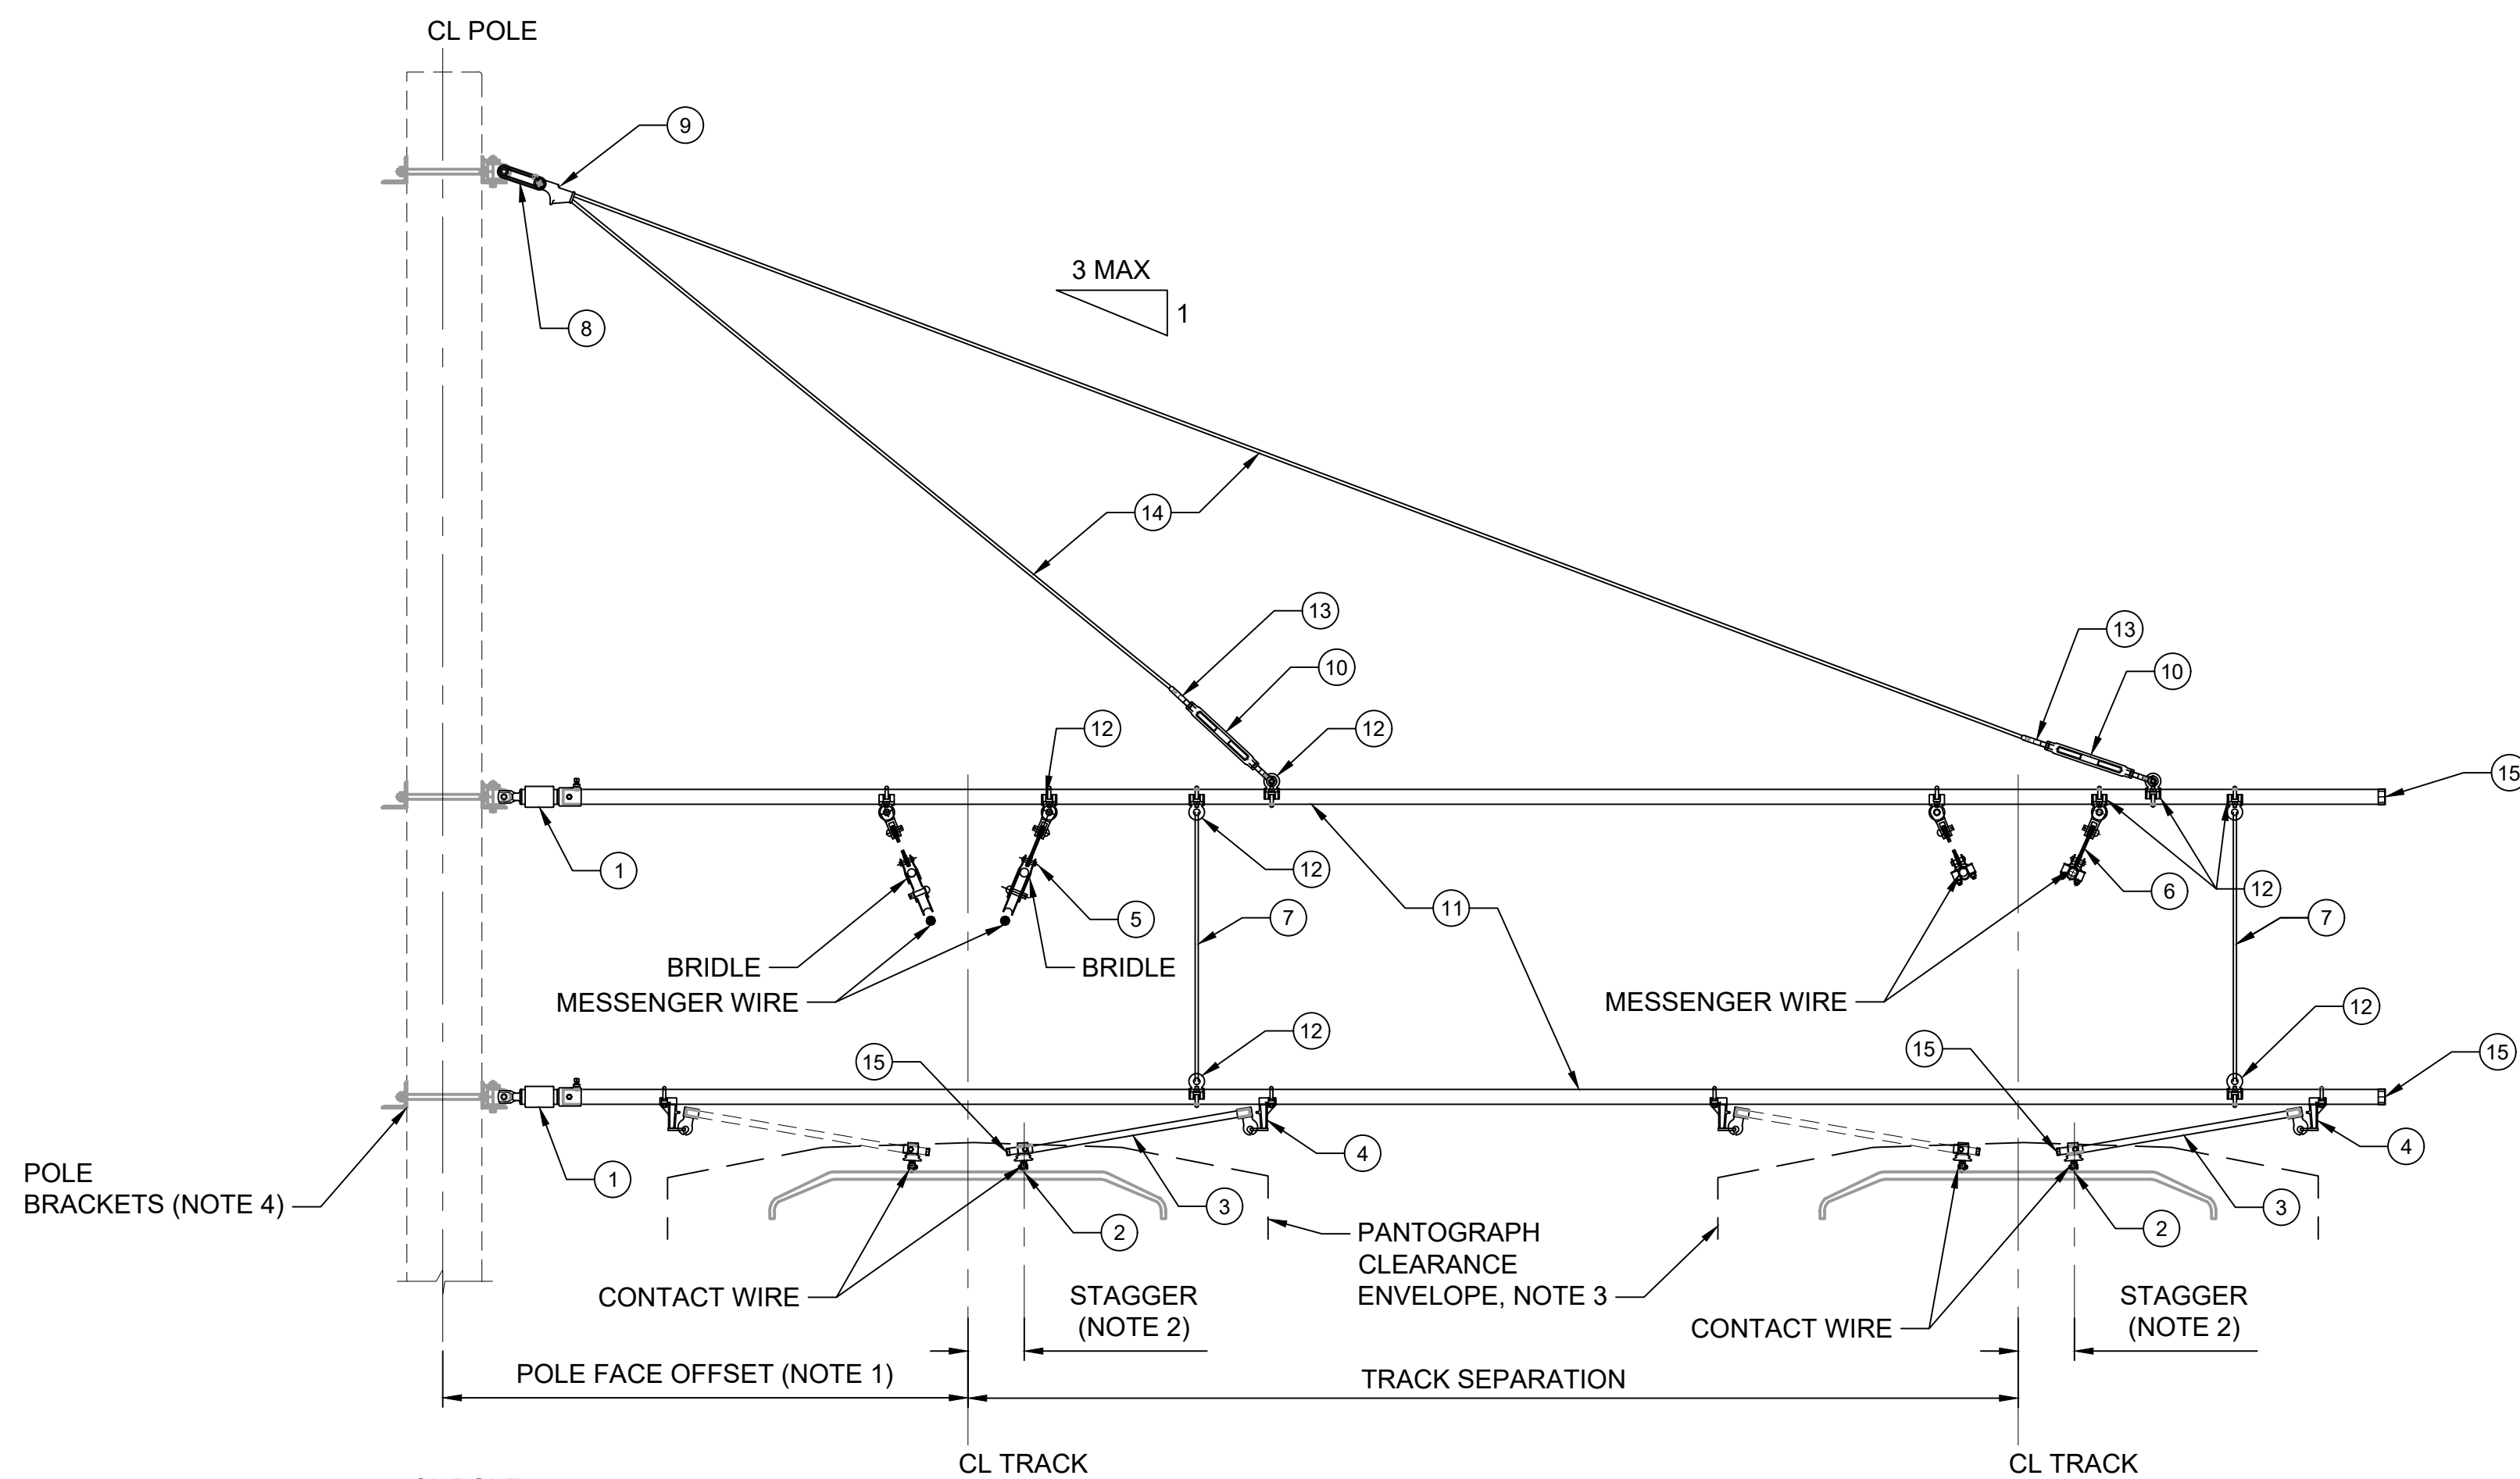 CL POLE
9
3 MAX
1
8
14
13
13
10
10
12
12
15
1
12
12
6
11
7
7
5
BRIDLE
BRIDLE
MESSENGER WIRE
MESSENGER WIRE
12
12
15
15
15
4
4
POLE
BRACKETS (NOTE 4)
1
3
3
2
2
PANTOGRAPH
CLEARANCE
ENVELOPE, NOTE 3
CONTACT WIRE
STAGGER
(NOTE 2)
STAGGER
(NOTE 2)
CONTACT WIRE
POLE FACE OFFSET (NOTE 1)
TRACK SEPARATION
CL TRACK
CL TRACK